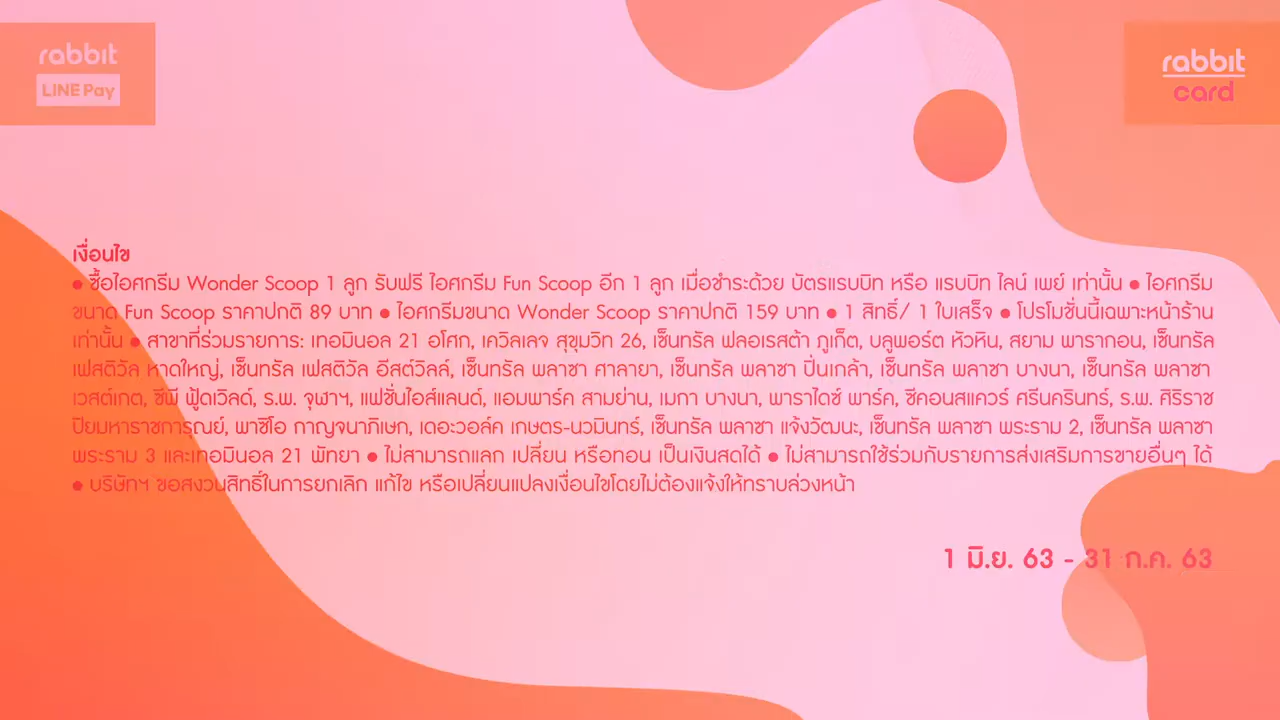 rabbit
LINE Pay
rabbit
card
เงื่อนไข
● ซื้อไอศกรีม Wonder Scoop 1 ลูก รับฟรี ไอศกรีม Fun Scoop อีก 1 ลูก เมื่อชำระด้วย บัตรแรบบิท หรือ แรบบิท ไลน์ เพย์ เท่านั้น ● ไอศกรีม
ขนาด Fun Scoop ราคาปกติ 89 บาท ● ไอศกรีมขนาด Wonder Scoop ราคาปกติ 159 บาท ● 1 สิทธิ์/ 1 ใบเสร็จ ● โปรโมชั่นนี้เฉพาะหน้าร้าน
เท่านั้น ● สาขาที่ร่วมรายการ: เทอมินอล 21 อโศก, เควิลเลจ สุขุมวิท 26, เซ็นทรัล ฟลอเรสต้า ภูเก็ต, บลูพอร์ต หัวหิน, สยาม พารากอน, เซ็นทรัล
เฟสติวัล หาดใหญ่, เซ็นทรัล เฟสติวัล อีสต์วิลล์, เซ็นทรัล พลาซา ศาลายา, เซ็นทรัล พลาซา ปิ่นเกล้า, เซ็นทรัล พลาซา บางนา, เซ็นทรัล พลาซา
เวสต์เกต, ซีพี ฟู้ดเวิลด์, ร.พ. จุฬาฯ, แฟชั่นไอส์แลนด์, แอมพาร์ค สามย่าน, เมกา บางนา, พาราไดซ์ พาร์ค, ซีคอนสแควร์ ศรีนครินทร์, ร.พ. ศิริราช
ปิยมหาราชการุณย์, พาซิโอ กาญจนาภิเษก, เดอะวอล์ค เกษตร-นวมินทร์, เซ็นทรัล พลาซา แจ้งวัฒนะ, เซ็นทรัล พลาซา พระราม 2, เซ็นทรัล พลาซา
พระราม 3 และเทอมินอล 21 พัทยา ● ไม่สามารถแลก เปลี่ยน หรือทอน เป็นเงินสดได้ ● ไม่สามารถใช้ร่วมกับรายการส่งเสริมการขายอื่นๆ ได้
● บริษัทฯ ขอสงวนสิทธิ์ในการยกเลิก แก้ไข หรือเปลี่ยนแปลงเงื่อนไขโดยไม่ต้องแจ้งให้ทราบล่วงหน้า
1 มิ.ย. 63 - 31 ก.ค. 63